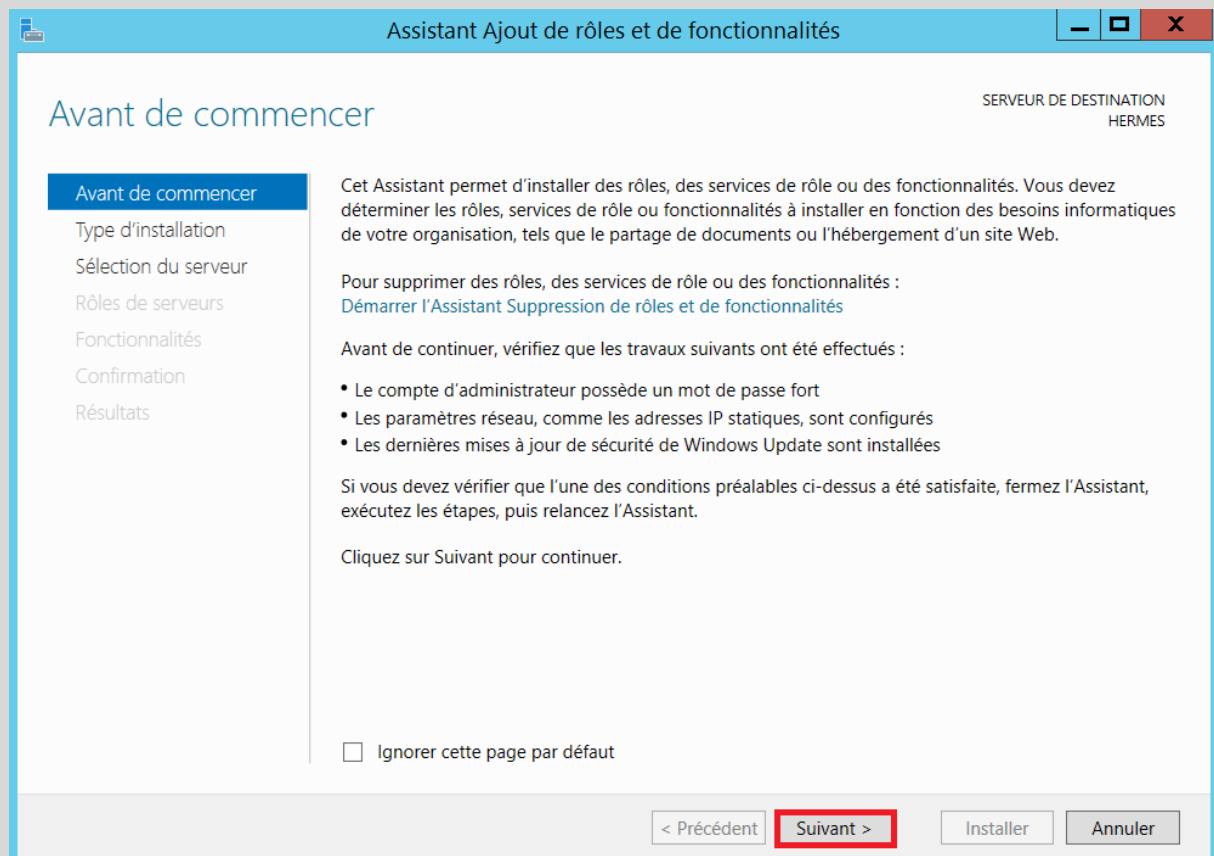 Assistant Ajout de rôles et de fonctionnalités
X
Avant de commencer
SERVEUR DE DESTINATION
HERMES
Avant de commencer
Type d'installation
Sélection du serveur
Rôles de serveurs
Fonctionnalités
Confirmation
Résultats
Cet Assistant permet d'installer des rôles, des services de rôle ou des fonctionnalités. Vous devez
déterminer les rôles, services de rôle ou fonctionnalités à installer en fonction des besoins informatiques
de votre organisation, tels que le partage de documents ou l'hébergement d'un site Web.
Pour supprimer des rôles, des services de rôle ou des fonctionnalités :
Démarrer l'Assistant Suppression de rôles et de fonctionnalités
Avant de continuer, vérifiez que les travaux suivants ont été effectués :
• Le compte d'administrateur possède un mot de passe fort
• Les paramètres réseau, comme les adresses IP statiques, sont configurés
• Les dernières mises à jour de sécurité de Windows Update sont installées
Si vous devez vérifier que l'une des conditions préalables ci-dessus a été satisfaite, fermez l'Assistant,
exécutez les étapes, puis relancez l'Assistant.
Cliquez sur Suivant pour continuer.
Ignorer cette page par défaut
< Précédent
Suivant >
Installer
Annuler